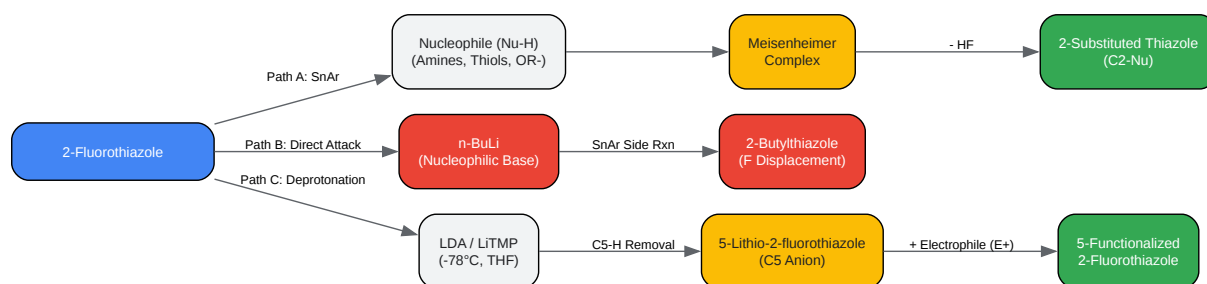 2-Fluorothiazole
Path A: SnAr
Nucleophile (Nu-H)
(Amines, Thiols, OR-)
Meisenheimer
Complex
- HF
2-Substituted Thiazole
(C2-Nu)
Path B: Direct Attack
n-BuLi
(Nucleophilic Base)
SnAr Side Rxn
2-Butylthiazole
(F Displacement)
Path C: Deprotonation
LDA / LiTMP
(-78°C, THF)
C5-H Removal
5-Lithio-2-fluorothiazole
(C5 Anion)
+ Electrophile (E+)
5-Functionalized
2-Fluorothiazole